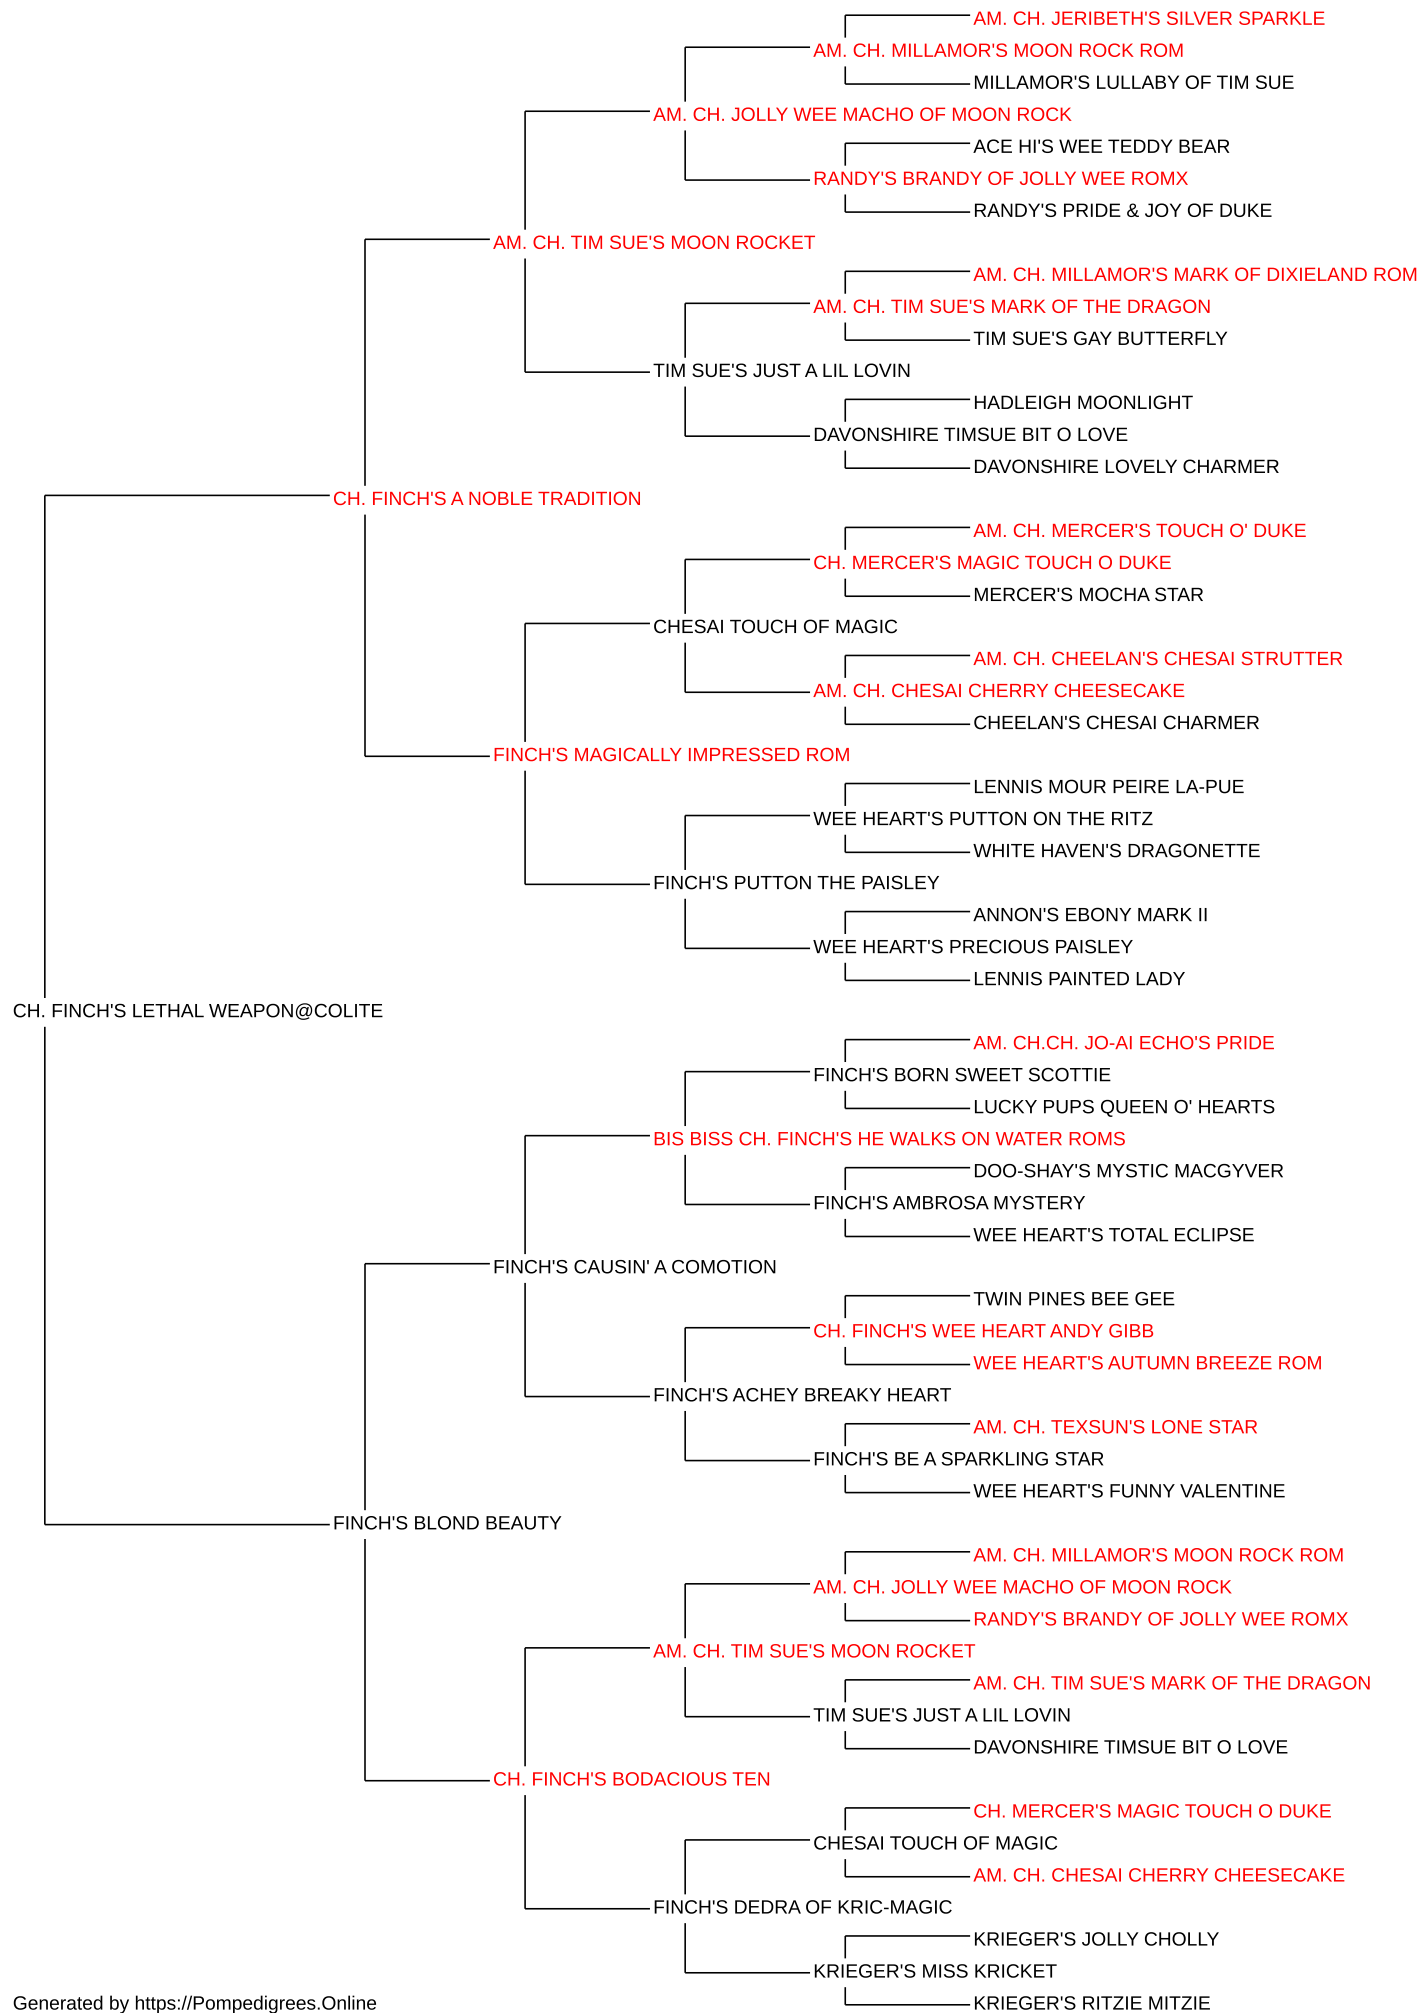 AM. CH. JERIBETH'S SILVER SPARKLE
AM. CH. MILLAMOR'S MOON ROCK ROM
MILLAMOR'S LULLABY OF TIM SUE
AM. CH. JOLLY WEE MACHO OF MOON ROCK
ACE HI'S WEE TEDDY BEAR
RANDY'S BRANDY OF JOLLY WEE ROMX
RANDY'S PRIDE & JOY OF DUKE
AM. CH. TIM SUE'S MOON ROCKET
AM. CH. MILLAMOR'S MARK OF DIXIELAND ROM
AM. CH. TIM SUE'S MARK OF THE DRAGON
TIM SUE'S GAY BUTTERFLY
TIM SUE'S JUST A LIL LOVIN
HADLEIGH MOONLIGHT
DAVONSHIRE TIMSUE BIT O LOVE
DAVONSHIRE LOVELY CHARMER
CH. FINCH'S A NOBLE TRADITION
AM. CH. MERCER'S TOUCH O' DUKE
CH. MERCER'S MAGIC TOUCH O DUKE
MERCER'S MOCHA STAR
CHESAI TOUCH OF MAGIC
AM. CH. CHEELAN'S CHESAI STRUTTER
AM. CH. CHESAI CHERRY CHEESECAKE
CHEELAN'S CHESAI CHARMER
FINCH'S MAGICALLY IMPRESSED ROM
LENNIS MOUR PEIRE LA-PUE
WEE HEART'S PUTTON ON THE RITZ
WHITE HAVEN'S DRAGONETTE
FINCH'S PUTTON THE PAISLEY
ANNON'S EBONY MARK II
WEE HEART'S PRECIOUS PAISLEY
LENNIS PAINTED LADY
CH. FINCH'S LETHAL WEAPON@COLITE
AM. CH.CH. JO-AI ECHO'S PRIDE
FINCH'S BORN SWEET SCOTTIE
LUCKY PUPS QUEEN O' HEARTS
BIS BISS CH. FINCH'S HE WALKS ON WATER ROMS
DOO-SHAY'S MYSTIC MACGYVER
FINCH'S AMBROSA MYSTERY
WEE HEART'S TOTAL ECLIPSE
FINCH'S CAUSIN' A COMOTION
TWIN PINES BEE GEE
CH. FINCH'S WEE HEART ANDY GIBB
WEE HEART'S AUTUMN BREEZE ROM
FINCH'S ACHEY BREAKY HEART
AM. CH. TEXSUN'S LONE STAR
FINCH'S BE A SPARKLING STAR
WEE HEART'S FUNNY VALENTINE
FINCH'S BLOND BEAUTY
AM. CH. MILLAMOR'S MOON ROCK ROM
AM. CH. JOLLY WEE MACHO OF MOON ROCK
RANDY'S BRANDY OF JOLLY WEE ROMX
AM. CH. TIM SUE'S MOON ROCKET
AM. CH. TIM SUE'S MARK OF THE DRAGON
TIM SUE'S JUST A LIL LOVIN
DAVONSHIRE TIMSUE BIT O LOVE
CH. FINCH'S BODACIOUS TEN
CH. MERCER'S MAGIC TOUCH O DUKE
CHESAI TOUCH OF MAGIC
AM. CH. CHESAI CHERRY CHEESECAKE
FINCH'S DEDRA OF KRIC-MAGIC
KRIEGER'S JOLLY CHOLLY
KRIEGER'S MISS KRICKET
KRIEGER'S RITZIE MITZIE
Generated by https://Pompedigrees.Online